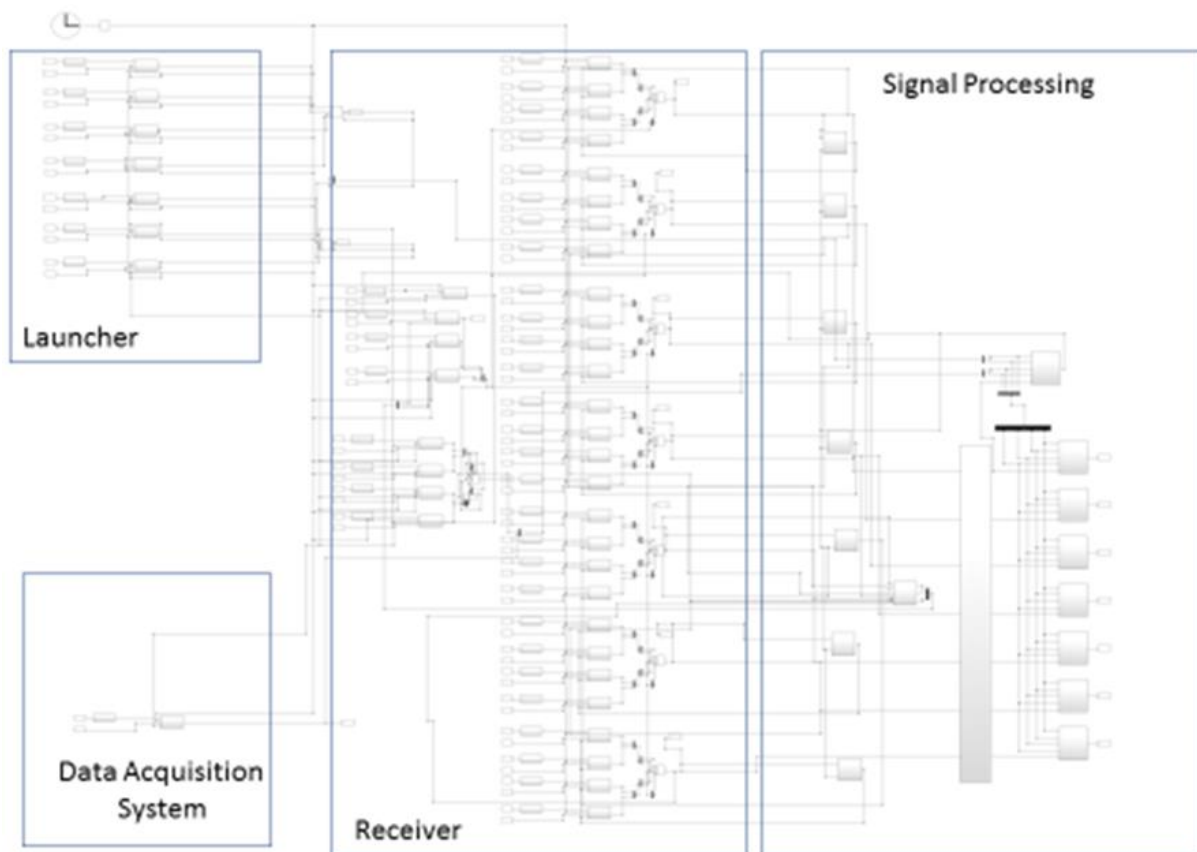 Signal Processing
Launcher
Data Acquisition
System
Receiver